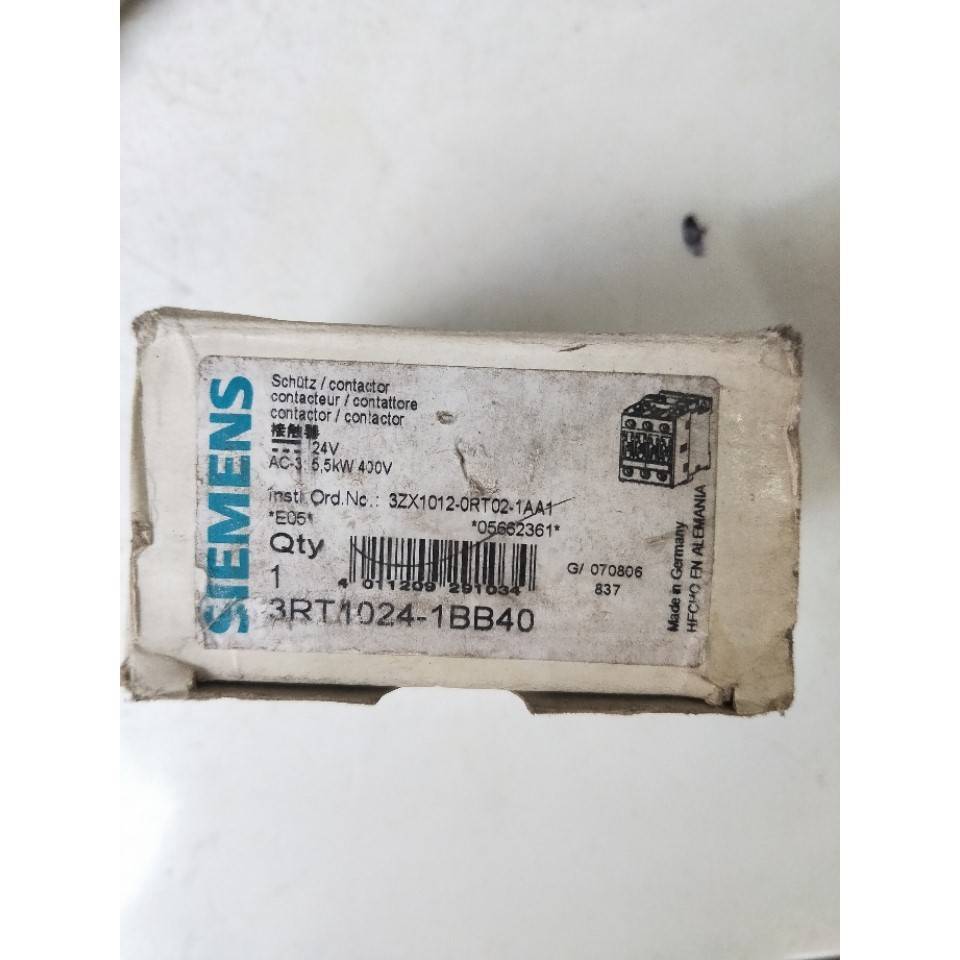 SIEMENS
Schütz / contactor
contacteur / contattore
contactor / contactor
接触器
24V
AC-3: 5,5kW 400V
Instl.Ord.No.: 3ZX1012-0RT02-1AA1
*E05* *05662361*
Qty
1
4 011209 291034
3RT1024-1BB40
G/ 070806
837
Made in Germany
HECHO EN ALEMANIA